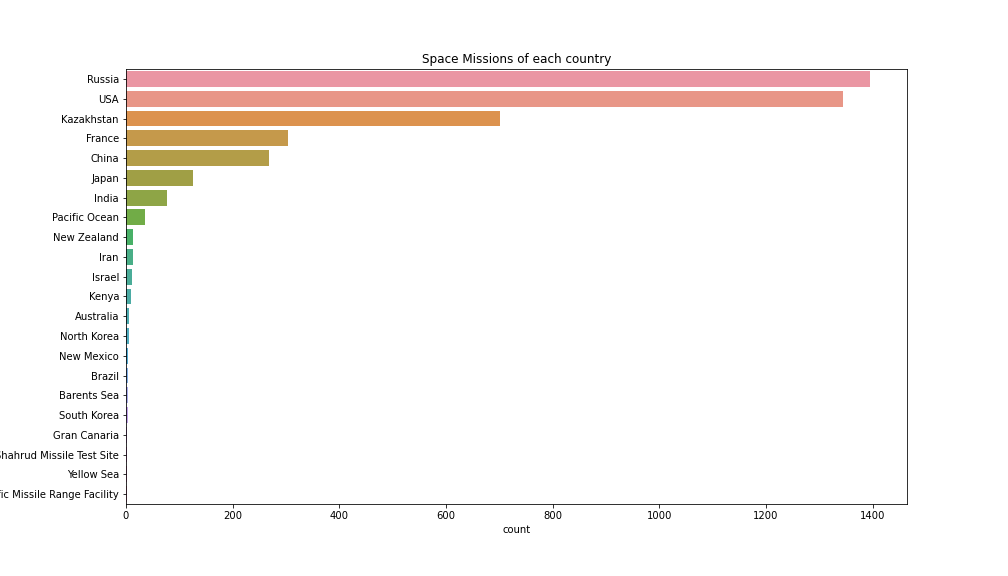 Space Missions of each country
Russia
USA
Kazakhstan
France
China
Japan
India
Pacific Ocean
New Zealand
Iran
Israel
Kenya
Australia
North Korea
New Mexico
Brazil
Barents Sea
South Korea
Gran Canaria
Shahrud Missile Test Site
Yellow Sea
fic Missile Range Facility
0 200 400 600 800 1000 1200 1400
count